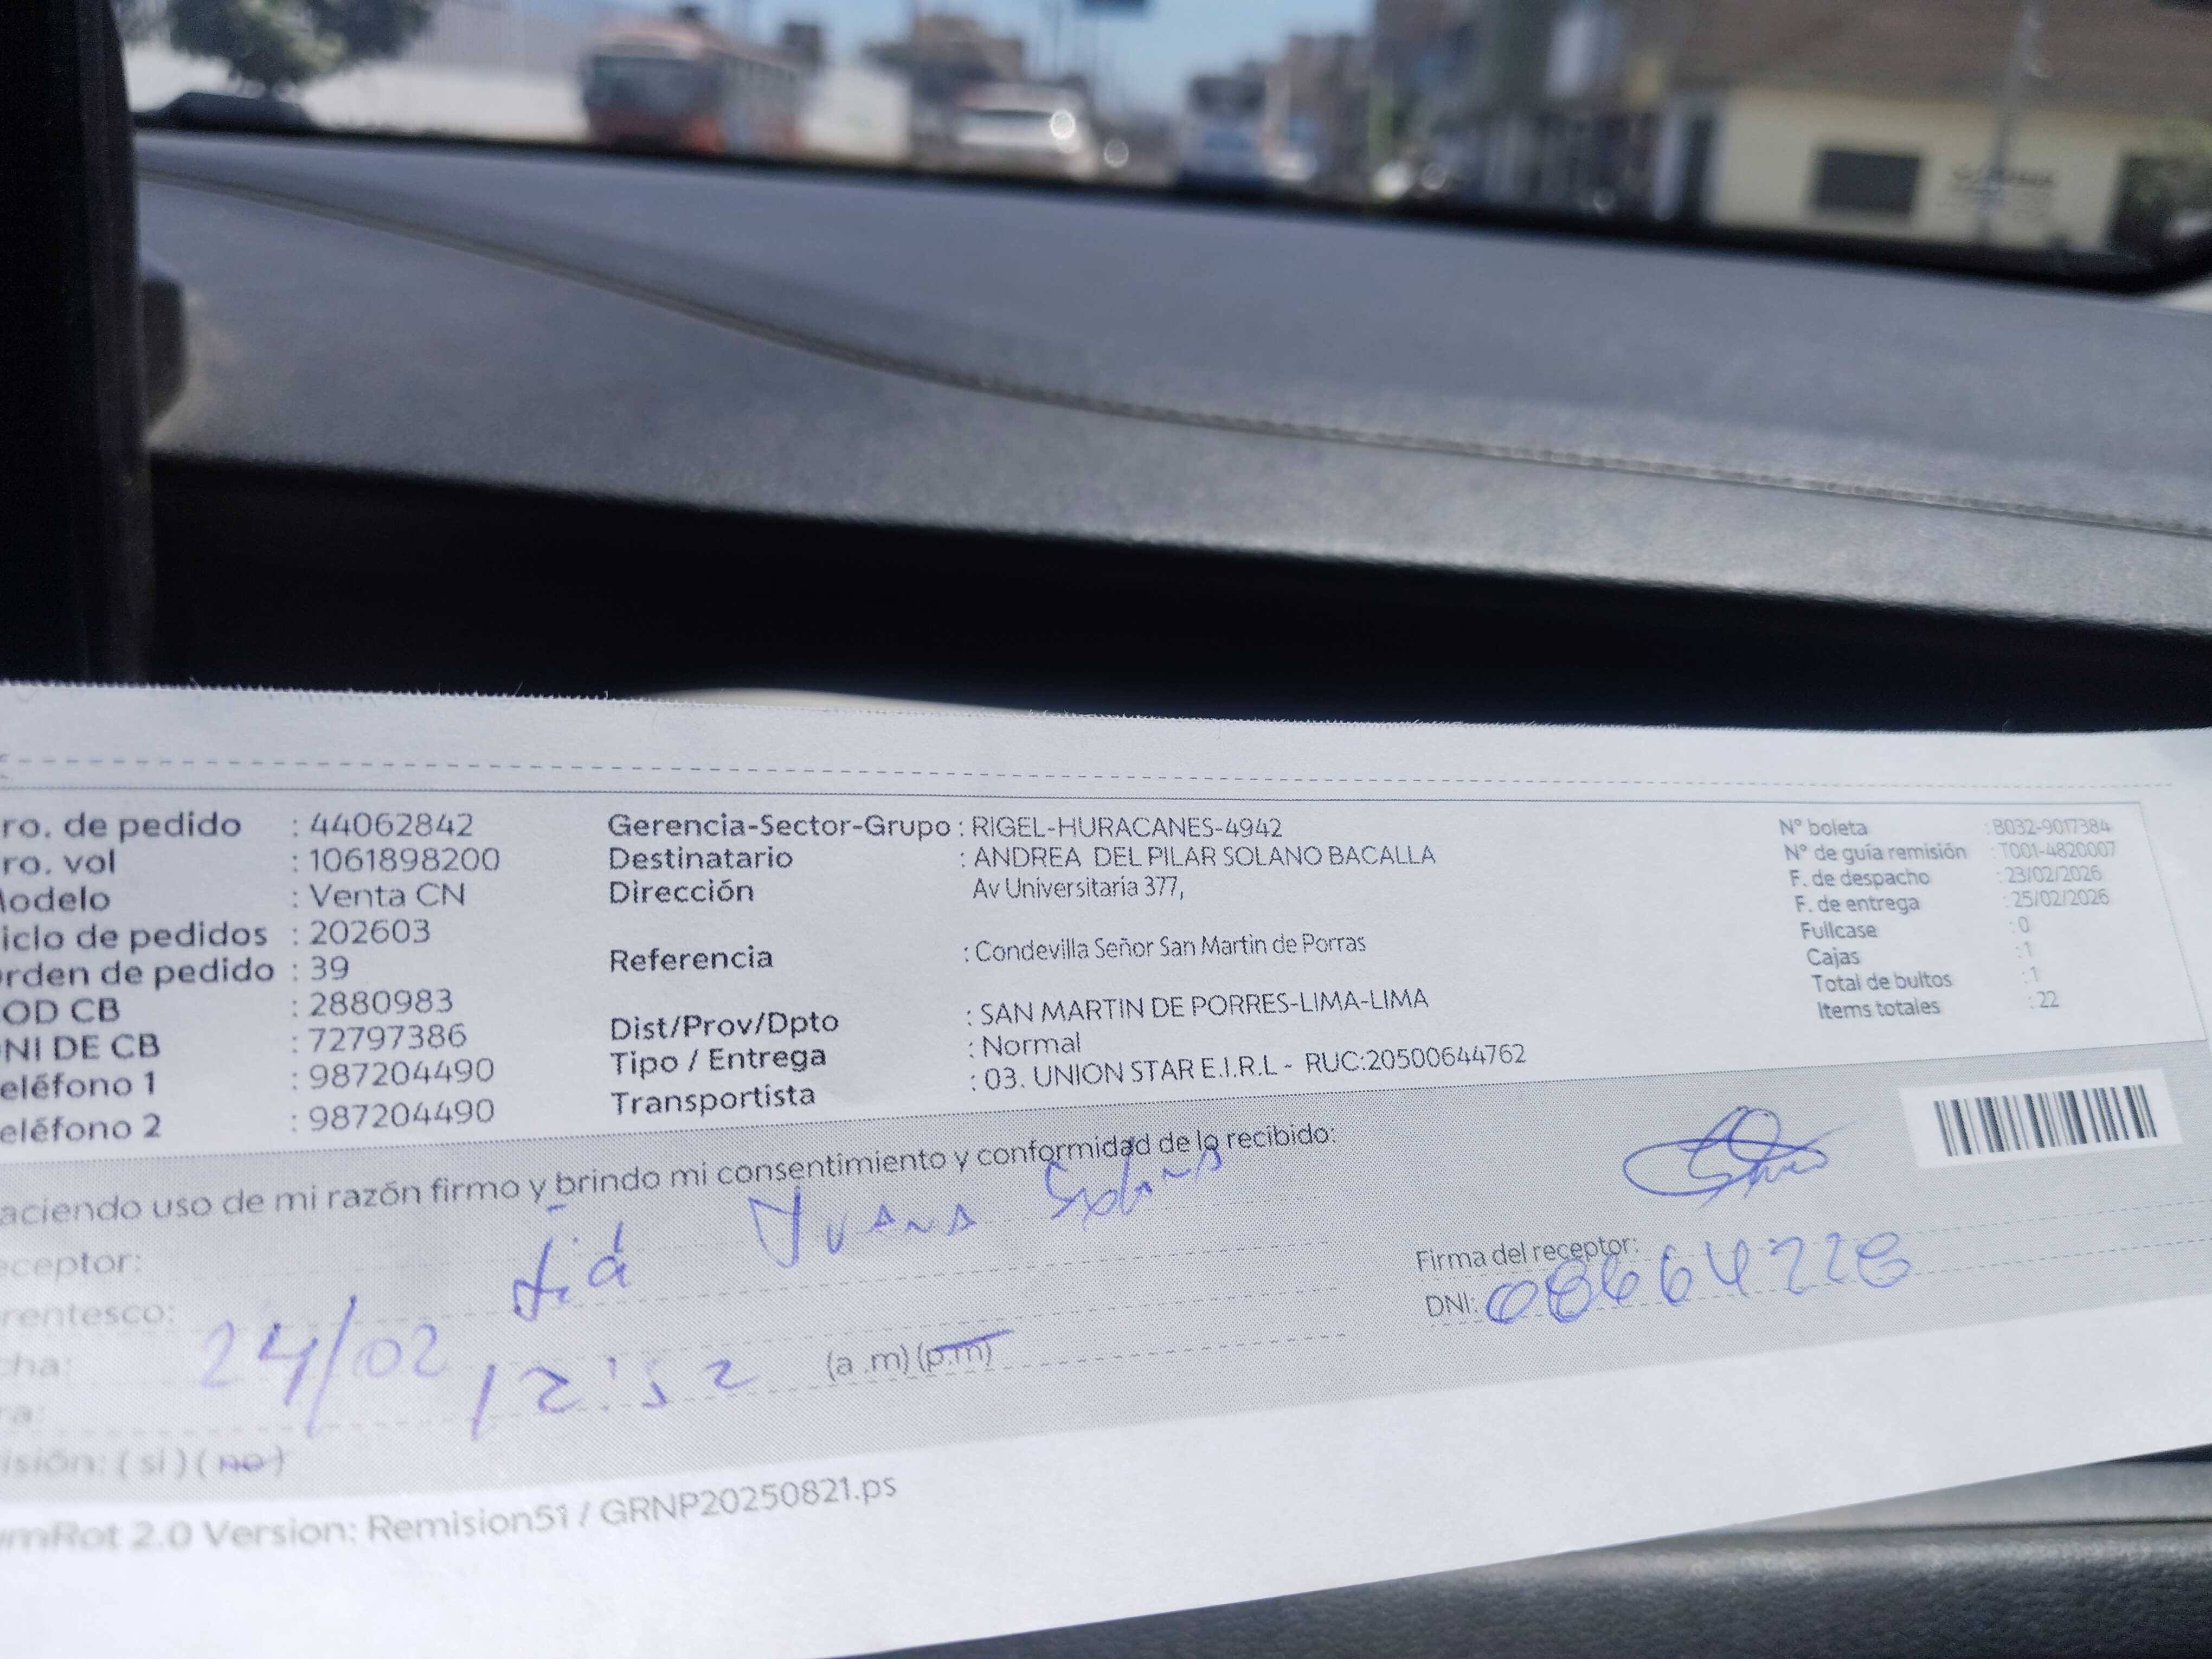 ro. de pedido : 44062842
ro. vol : 1061898200
odelo : Venta CN
iclo de pedidos : 202603
rden de pedido : 39
OD CB : 2880983
NI DE CB : 72797386
eléfono 1 : 987204490
eléfono 2 : 987204490
Gerencia-Sector-Grupo : RIGEL-HURACANES-4942
Destinatario : ANDREA DEL PILAR SOLANO BACALLA
Dirección Av Universitaria 377,
Referencia : Condevilla Señor San Martin de Porras
Dist/Prov/Dpto : SAN MARTIN DE PORRES-LIMA-LIMA
Tipo / Entrega : Normal
Transportista : 03. UNION STAR E.I.R.L - RUC:20500644762
N° boleta : B032-9017384
N° de guía remisión : T001-4820007
F. de despacho : 23/02/2026
F. de entrega : 25/02/2026
Fullcase : 0
Cajas : 1
Total de bultos : 1
Items totales : 22
aciendo uso de mi razón firmo y brindo mi consentimiento y conformidad de lo recibido:
eceptor: Juana Solano
rentesco: tía
cha: 24/02
ra: 12:52 (a .m) (p.m)
isión: ( si ) ( no )
Firma del receptor:
DNI:
mRot 2.0 Version: Remision51 / GRNP20250821.ps